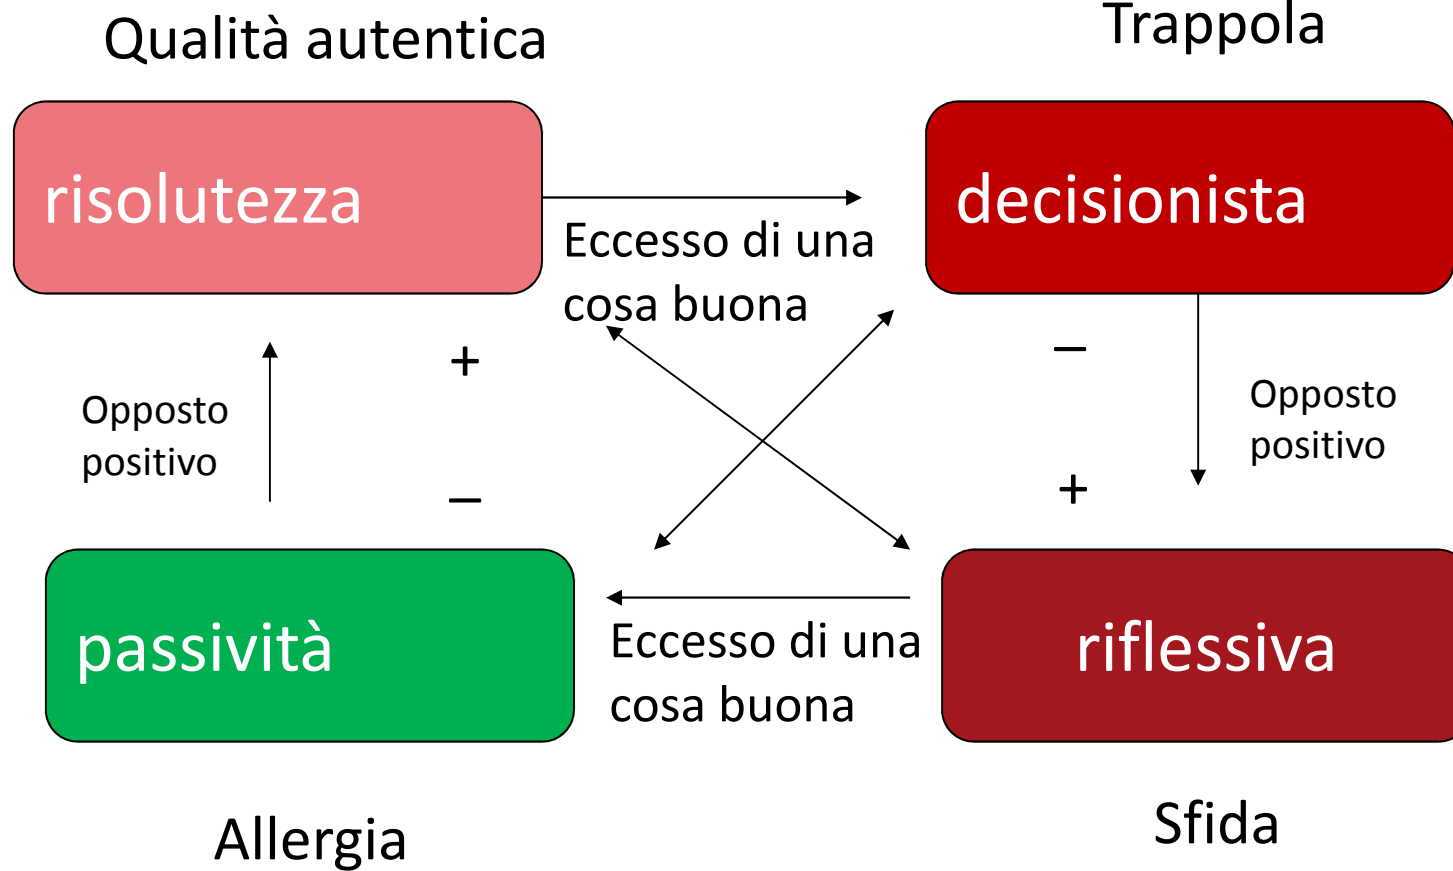 Qualità autentica
Trappola
risolutezza
decisionista
Eccesso di una
cosa buona
+
–
Opposto
positivo
Opposto
positivo
–
+
passività
riflessiva
Eccesso di una
cosa buona
Allergia
Sfida